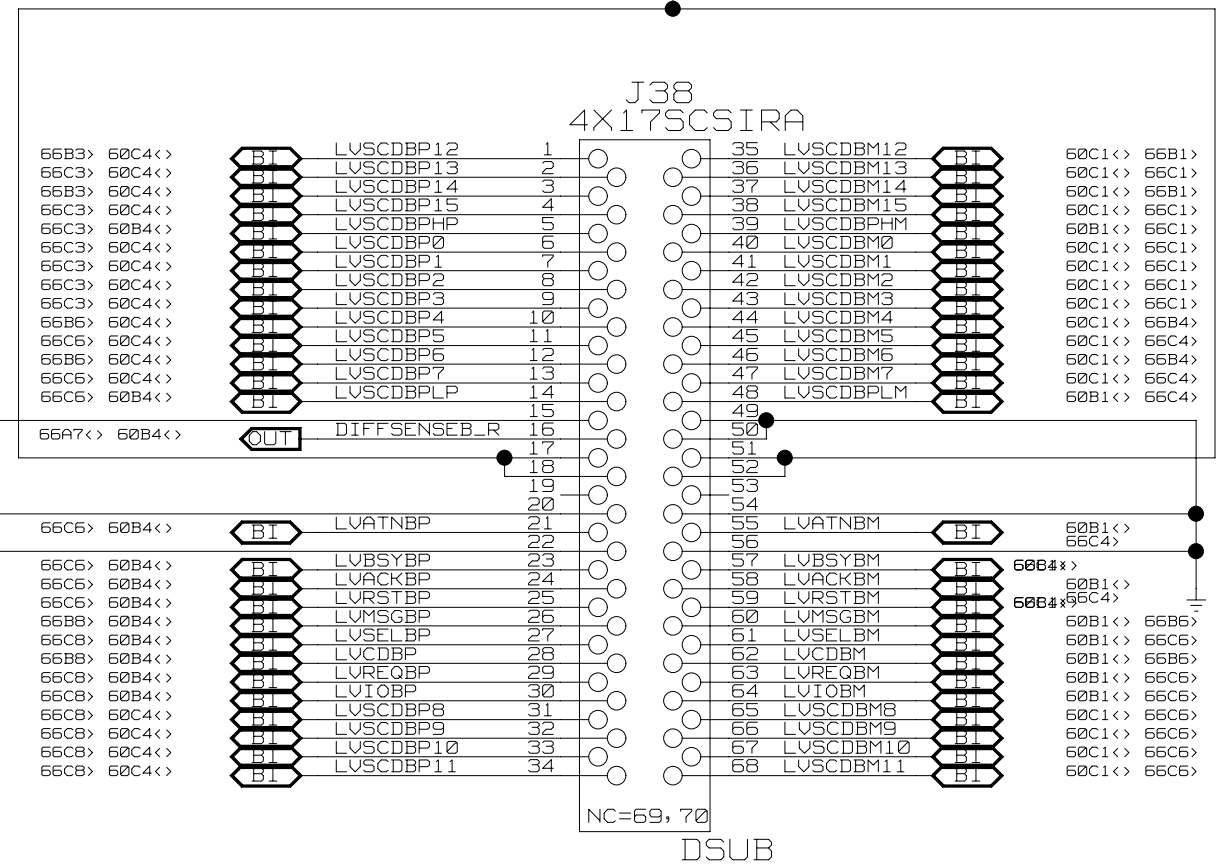 J38
4X17SCSIRA
66B3> 60C4<> BI LVSCDBP12 1 35 LVSCDBM12 BI 60C1<> 66B1>
66C3> 60C4<> BI LVSCDBP13 2 36 LVSCDBM13 BI 60C1<> 66C1>
66B3> 60C4<> BI LVSCDBP14 3 37 LVSCDBM14 BI 60C1<> 66B1>
66C3> 60C4<> BI LVSCDBP15 4 38 LVSCDBM15 BI 60C1<> 66C1>
66C3> 60B4<> BI LVSCDBPHP 5 39 LVSCDBPHM BI 60B1<> 66C1>
66C3> 60C4<> BI LVSCDBP0 6 40 LVSCDBM0 BI 60C1<> 66C1>
66C3> 60C4<> BI LVSCDBP1 7 41 LVSCDBM1 BI 60C1<> 66C1>
66C3> 60C4<> BI LVSCDBP2 8 42 LVSCDBM2 BI 60C1<> 66C1>
66C3> 60C4<> BI LVSCDBP3 9 43 LVSCDBM3 BI 60C1<> 66C1>
66B6> 60C4<> BI LVSCDBP4 10 44 LVSCDBM4 BI 60C1<> 66B4>
66C6> 60C4<> BI LVSCDBP5 11 45 LVSCDBM5 BI 60C1<> 66C4>
66B6> 60C4<> BI LVSCDBP6 12 46 LVSCDBM6 BI 60C1<> 66B4>
66C6> 60C4<> BI LVSCDBP7 13 47 LVSCDBM7 BI 60C1<> 66C4>
66C6> 60B4<> BI LVSCDBPLP 14 48 LVSCDBPLM BI 60B1<> 66C4>
15 49
66A7<> 60B4<> OUT DIFFSENSEB_R 16 50
17 51
18 52
19 53
20 54
66C6> 60B4<> BI LVATNBP 21 55 LVATNBM BI 60B1<>
66C4>
22 56
66C6> 60B4<> BI LVBSYBP 23 57 LVBSYBM BI
66C6> 60B4<> BI LVACKBP 24 58 LVACKBM BI 60B1<>
66C4>
66C6> 60B4<> BI LVRSTBP 25 59 LVRSTBM BI
66B8> 60B4<> BI LVMSGBP 26 60 LVMSGBM BI 60B1<> 66B6>
66C8> 60B4<> BI LVSELBP 27 61 LVSELBM BI 60B1<> 66C6>
66B8> 60B4<> BI LVCDBP 28 62 LVCDBM BI 60B1<> 66B6>
66C8> 60B4<> BI LVREQBP 29 63 LVREQBM BI 60B1<> 66C6>
66C8> 60B4<> BI LVIOBP 30 64 LVIOBM BI 60B1<> 66C6>
66C8> 60C4<> BI LVSCDBP8 31 65 LVSCDBM8 BI 60C1<> 66C6>
66C8> 60C4<> BI LVSCDBP9 32 66 LVSCDBM9 BI 60C1<> 66C6>
66C8> 60C4<> BI LVSCDBP10 33 67 LVSCDBM10 BI 60C1<> 66C6>
66C8> 60C4<> BI LVSCDBP11 34 68 LVSCDBM11 BI 60C1<> 66C6>
NC=69,70
DSUB